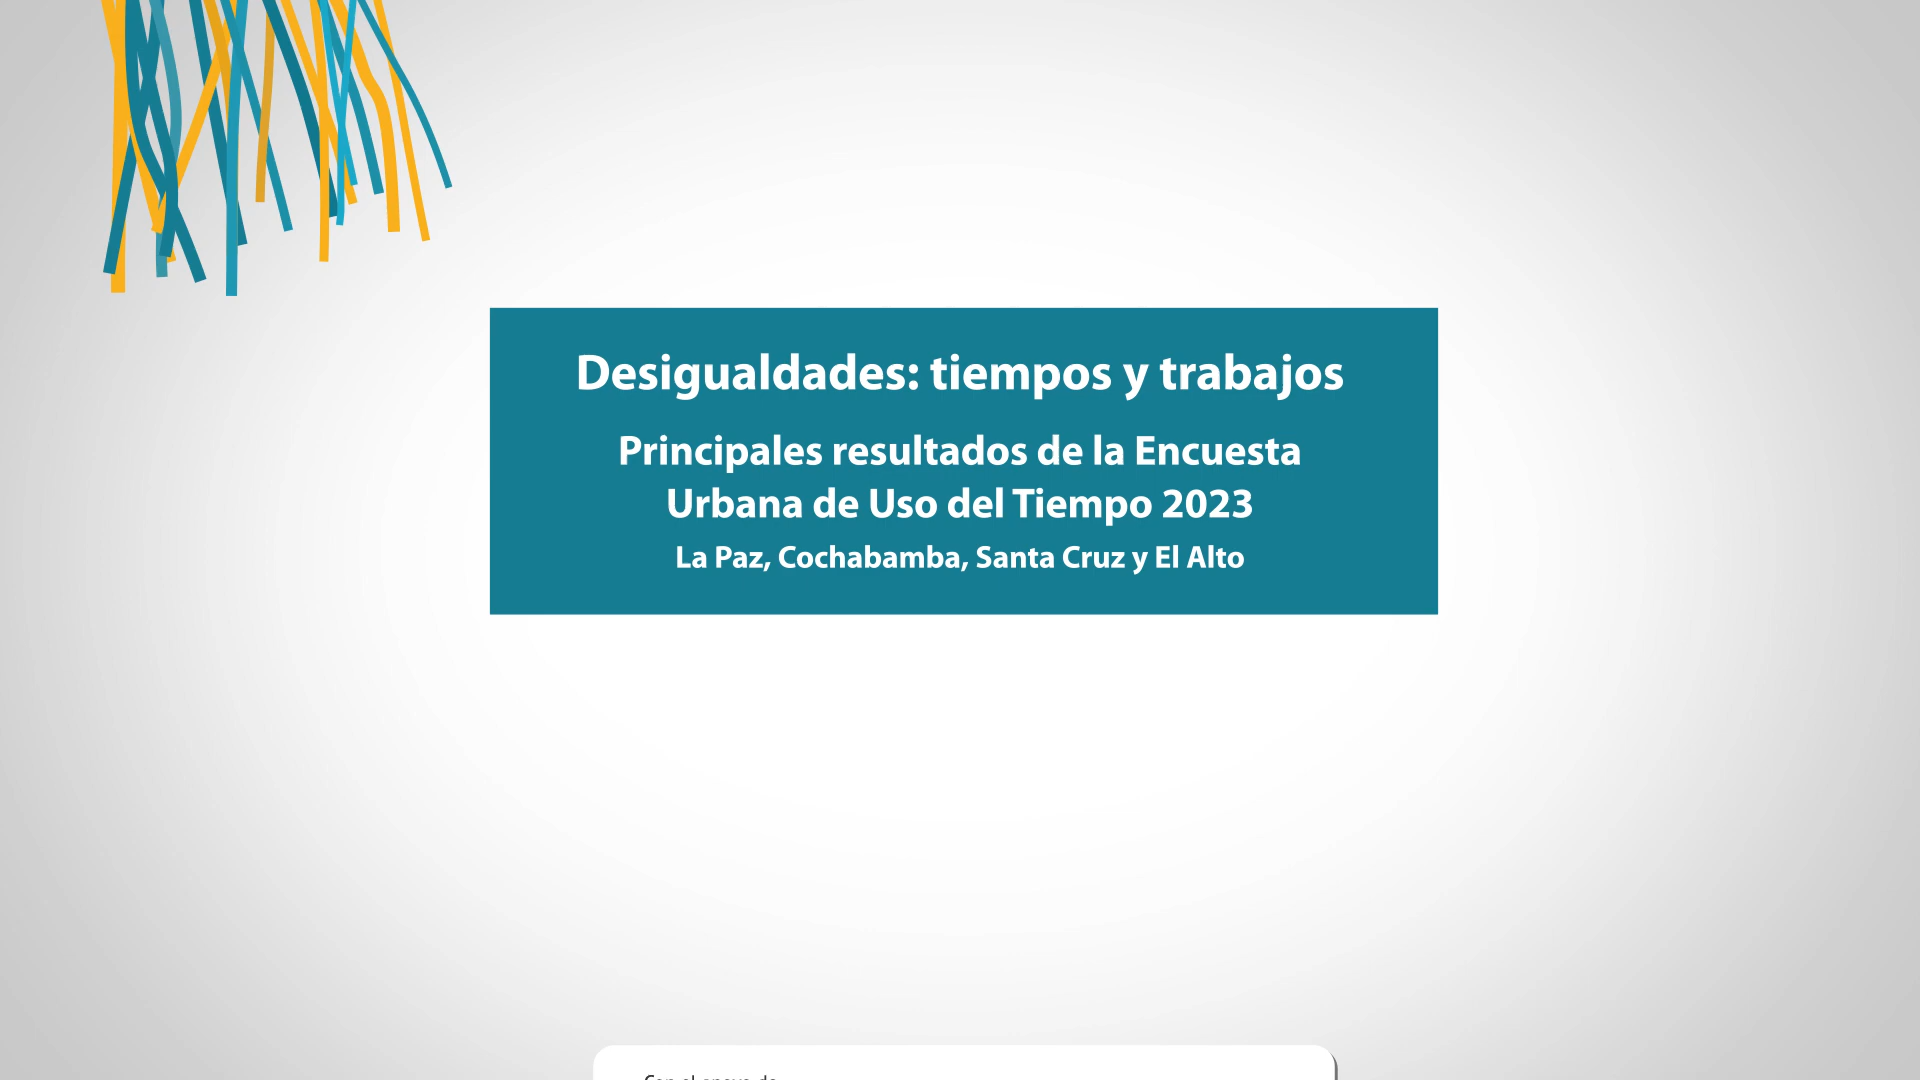 Desigualdades: tiempos y trabajos
Principales resultados de la Encuesta
Urbana de Uso del Tiempo 2023
La Paz, Cochabamba, Santa Cruz y El Alto